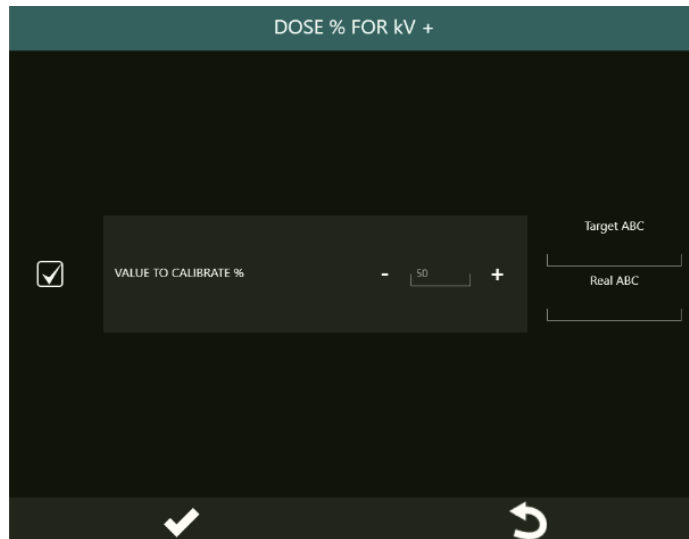 DOSE % FOR kV +
Target ABC
VALUE TO CALIBRATE % - 50 +
Real ABC